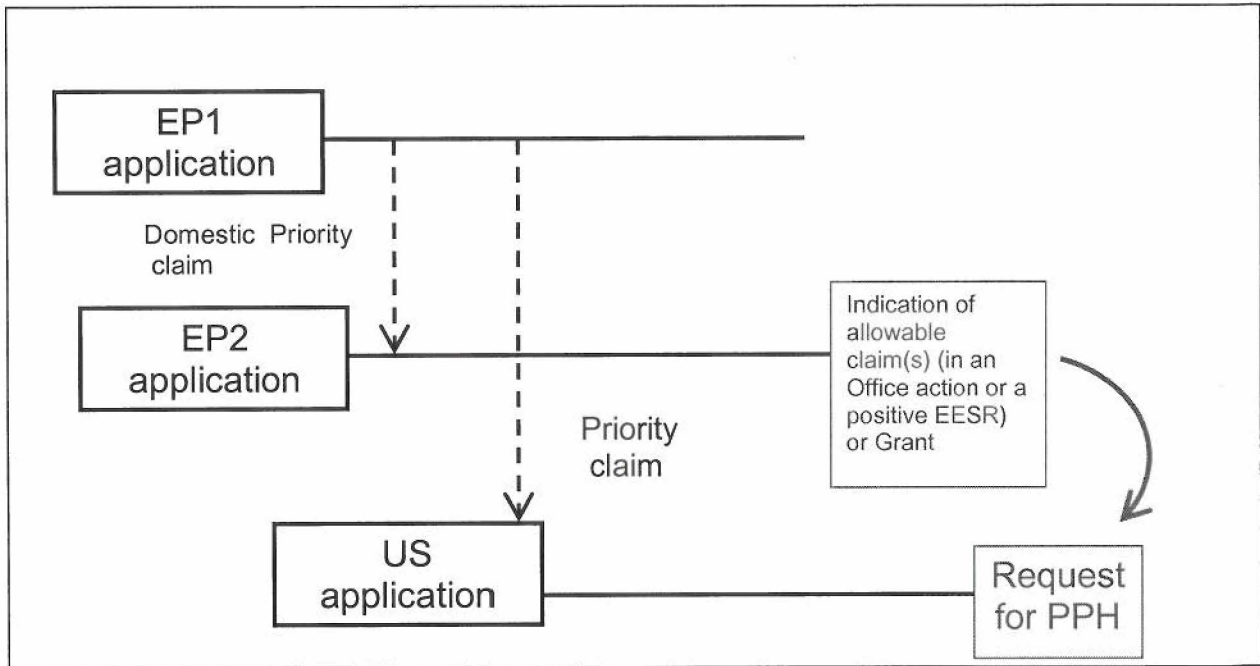 EP1
application
Domestic Priority
claim
EP2
application
Indication of
allowable
claim(s) (in an
Office action or a
positive EESR)
or Grant
Priority
claim
US
application
Request
for PPH